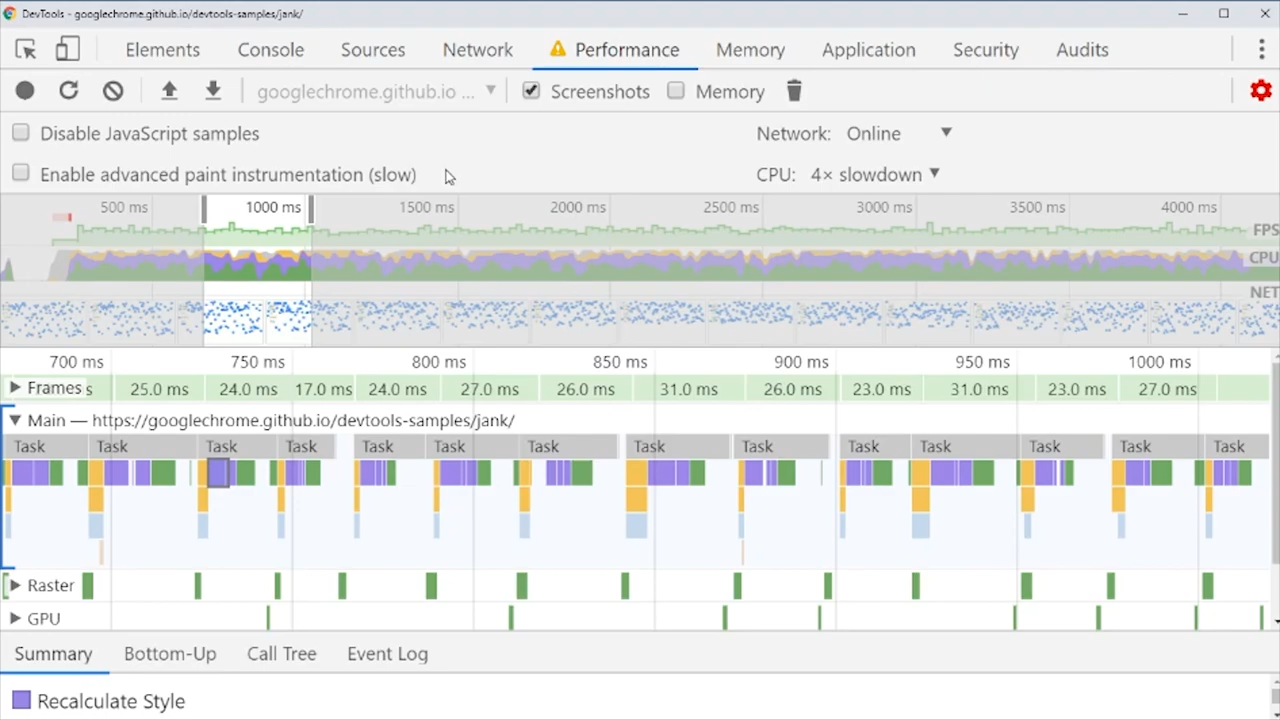 DevTools - googlechrome.github.io/devtools-samples/jank/
Elements Console Sources Network Performance Memory Application Security Audits
googlechrome.github.io ... Screenshots Memory
Disable JavaScript samples Network: Online
Enable advanced paint instrumentation (slow) CPU: 4× slowdown
500 ms 1000 ms 1500 ms 2000 ms 2500 ms 3000 ms 3500 ms 4000 ms
FPS
CPU
NET
700 ms 750 ms 800 ms 850 ms 900 ms 950 ms 1000 ms
Frames s 25.0 ms 24.0 ms 17.0 ms 24.0 ms 27.0 ms 26.0 ms 31.0 ms 26.0 ms 23.0 ms 31.0 ms 23.0 ms 27.0 ms
Main — https://googlechrome.github.io/devtools-samples/jank/
Task Task Task Task Task Task Task Task Task Task Task Task Task Task
Raster
GPU
Summary Bottom-Up Call Tree Event Log
Recalculate Style